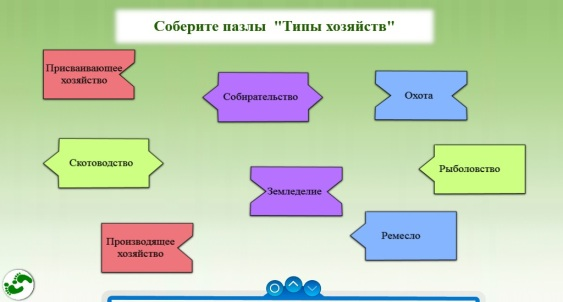 Соберите пазлы "Типы хозяйств"
Присваивающее
хозяйство
Собирательство
Охота
Скотоводство
Рыболовство
Земледелие
Производящее
хозяйство
Ремесло